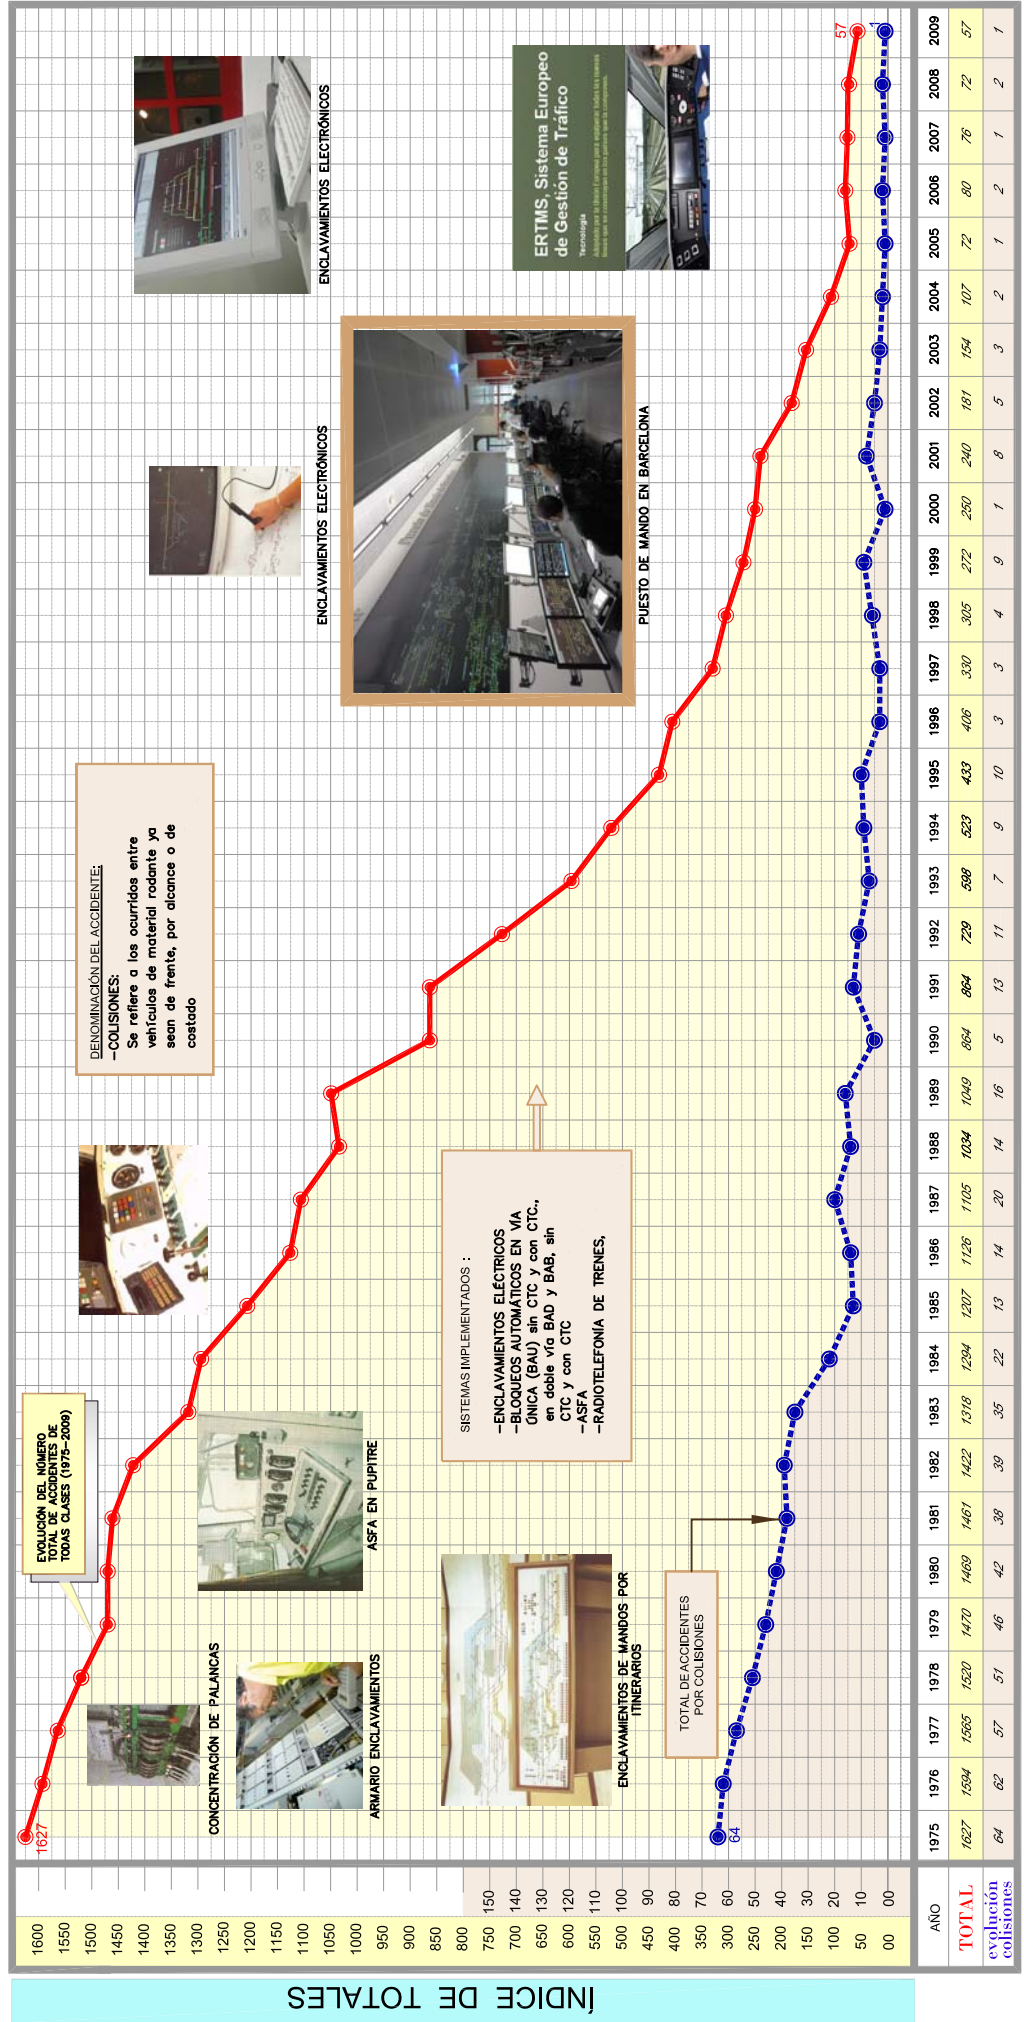 ÍNDICE DE TOTALES
1600
1550
1500
1450
1400
1350
1300
1250
1200
1150
1100
1050
1000
950
900
850
800
750
700
650
600
550
500
450
400
350
300
250
200
150
100
50
00
150
140
130
120
110
100
90
80
70
60
50
40
30
20
10
00
1627
EVOLUCIÓN DEL NÚMERO
TOTAL DE ACCIDENTES DE
TODAS CLASES (1975-2009)
CONCENTRACIÓN DE PALANCAS
ARMARIO ENCLAVAMIENTOS
ASFA EN PUPITRE
ENCLAVAMIENTOS DE MANDOS POR
ITINERARIOS
TOTAL DE ACCIDENTES
POR COLISIONES
64
SISTEMAS IMPLEMENTADOS :
-ENCLAVAMIENTOS ELÉCTRICOS
-BLOQUEOS AUTOMÁTICOS EN VÍA
ÚNICA (BAU) sin CTC y con CTC.,
en doble vía BAD y BAB, sin
CTC y con CTC
-ASFA
-RADIOTELEFONÍA DE TRENES,
DENOMINACIÓN DEL ACCIDENTE:
-COLISIONES:
Se refiere a los ocurridos entre
vehículos de material rodante ya
sean de frente, por alcance o de
costado
ENCLAVAMIENTOS ELECTRÓNICOS
PUESTO DE MANDO EN BARCELONA
ENCLAVAMIENTOS ELECTRÓNICOS
ERTMS, Sistema Europeo
de Gestión de Tráfico
Tecnología
57
1
AÑO 1975 1976 1977 1978 1979 1980 1981 1982 1983 1984 1985 1986 1987 1988 1989 1990 1991 1992 1993 1994 1995 1996 1997 1998 1999 2000 2001 2002 2003 2004 2005 2006 2007 2008 2009
TOTAL 1627 1594 1565 1520 1470 1469 1461 1422 1318 1294 1207 1126 1105 1034 1049 864 864 729 598 523 433 406 330 305 272 250 240 181 154 107 72 80 76 72 57
evolución
colisiones 64 62 57 51 46 42 38 39 35 22 13 14 20 14 16 5 13 11 7 9 10 3 3 4 9 1 8 5 3 2 1 2 1 2 1